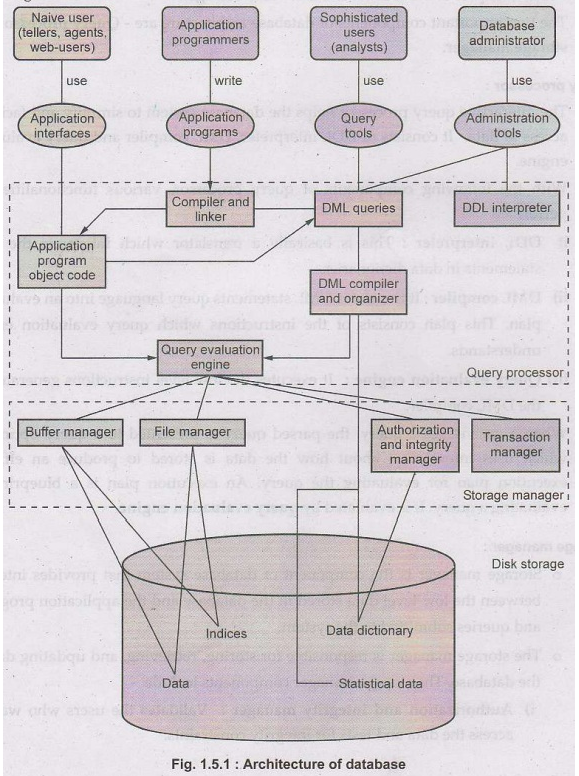 Naive user
(tellers, agents,
web-users)
Application
programmers
Sophisticated
users
(analysts)
Database
administrator
use
write
use
use
Application
interfaces
Application
programs
Query
tools
Administration
tools
Compiler and
linker
DML queries
DDL interpreter
Application
program
object code
DML compiler
and organizer
Query evaluation
engine
Query processor
Buffer manager
File manager
Authorization
and integrity
manager
Transaction
manager
Storage manager
Disk storage
Indices
Data dictionary
Data
Statistical data
Fig. 1.5.1 : Architecture of database